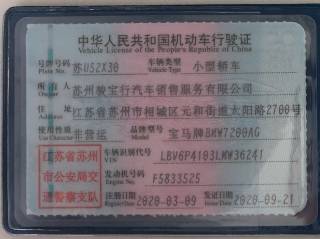 中华人民共和国机动车行驶证
Vehicle License of the People's Republic of China
号牌号码 苏U52X30 车辆类型 小型轿车
Plate No. Vehicle Type
所有人 苏州骏宝行汽车销售服务有限公司
Owner
住址 江苏省苏州市相城区元和街道太阳路2700号
Address
使用性质 非营运 品牌型号 宝马牌BMW7200AG
Use Character Model
江苏省苏州 车辆识别代号 LBV6P4103LMW36241
VIN
市公安局交 发动机号码 F5833525
Engine No.
通警察支队 注册日期 2020-03-09 发证日期 2020-09-21
Register Date Issue Date